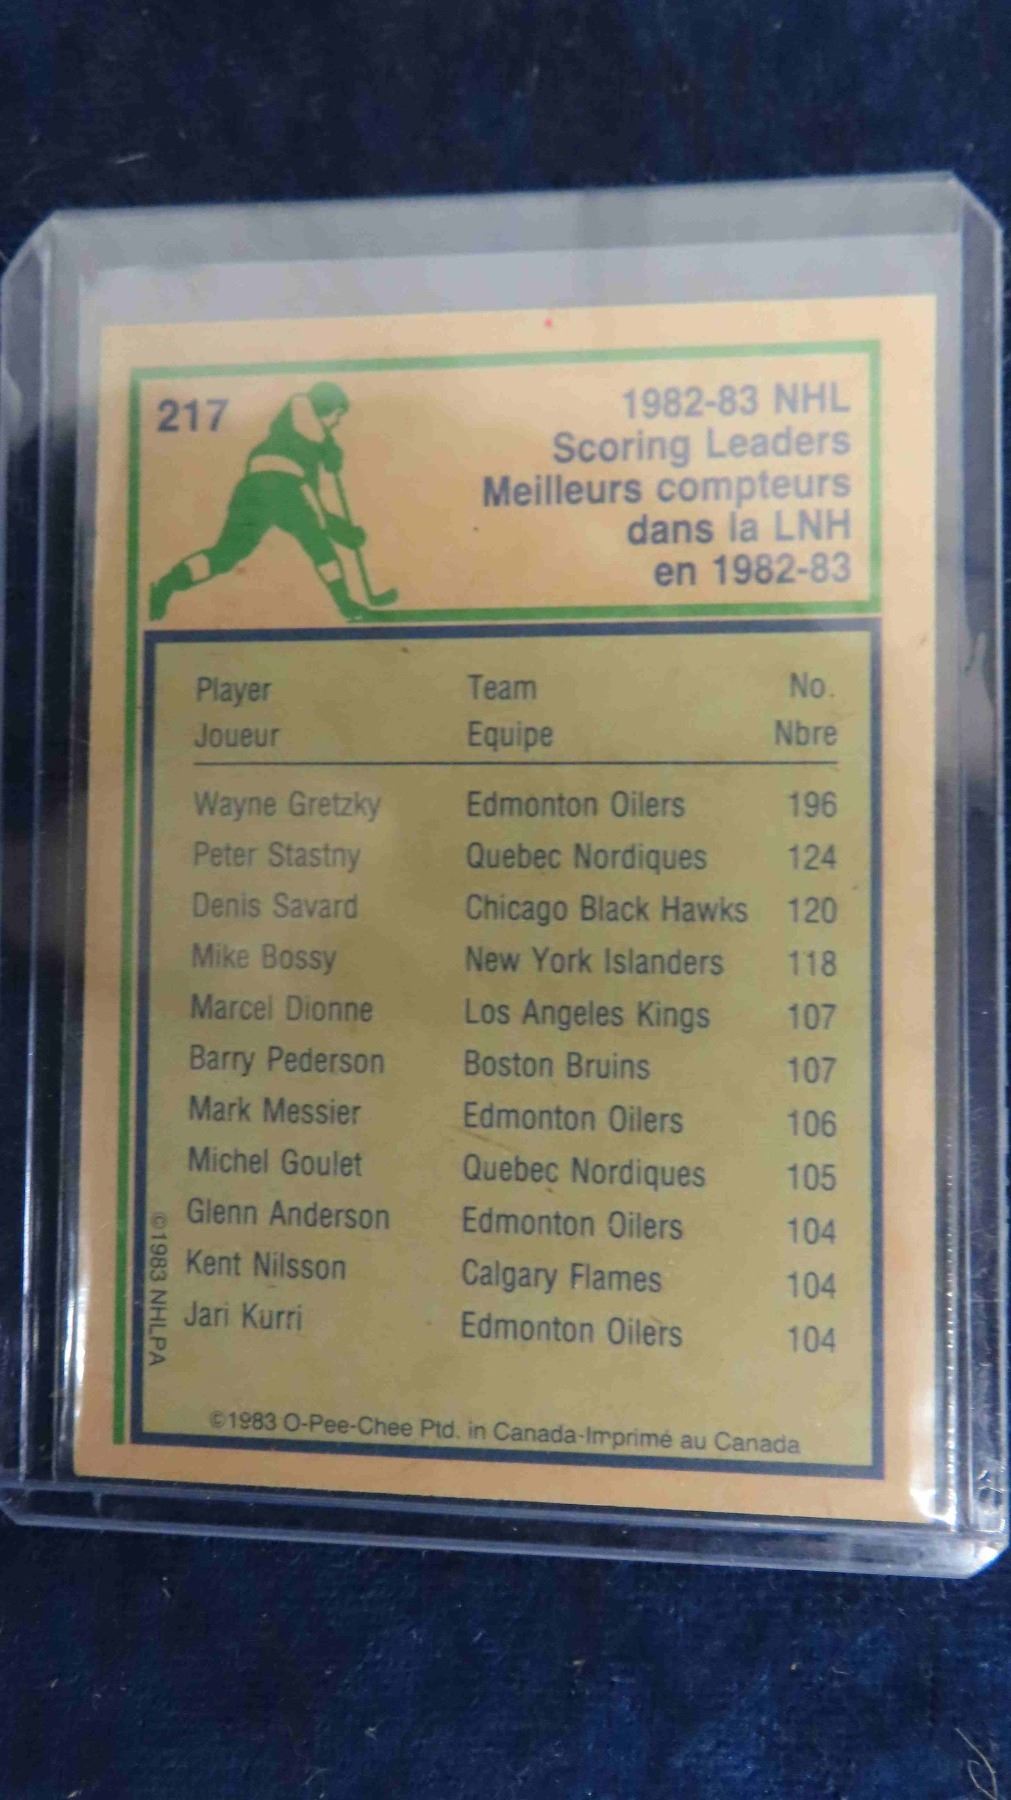 217
1982-83 NHL
Scoring Leaders
Meilleurs compteurs
dans la LNH
en 1982-83
Player Team No.
Joueur Equipe Nbre
Wayne Gretzky Edmonton Oilers 196
Peter Stastny Quebec Nordiques 124
Denis Savard Chicago Black Hawks 120
Mike Bossy New York Islanders 118
Marcel Dionne Los Angeles Kings 107
Barry Pederson Boston Bruins 107
Mark Messier Edmonton Oilers 106
Michel Goulet Quebec Nordiques 105
Glenn Anderson Edmonton Oilers 104
Kent Nilsson Calgary Flames 104
Jari Kurri Edmonton Oilers 104
©1983 NHLPA
©1983 O-Pee-Chee Ptd. in Canada-Imprimé au Canada